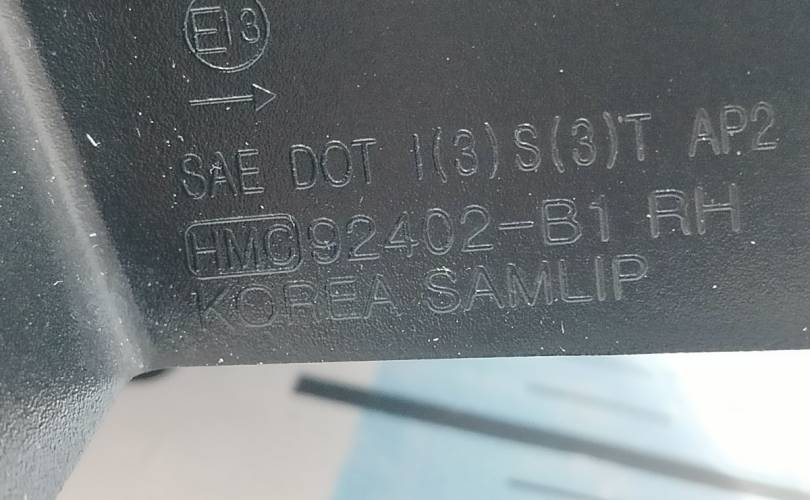 E13
→
SAE DOT I(3)S(3)T AP2
HMC 92402-B1 RH
KOREA SAMLIP